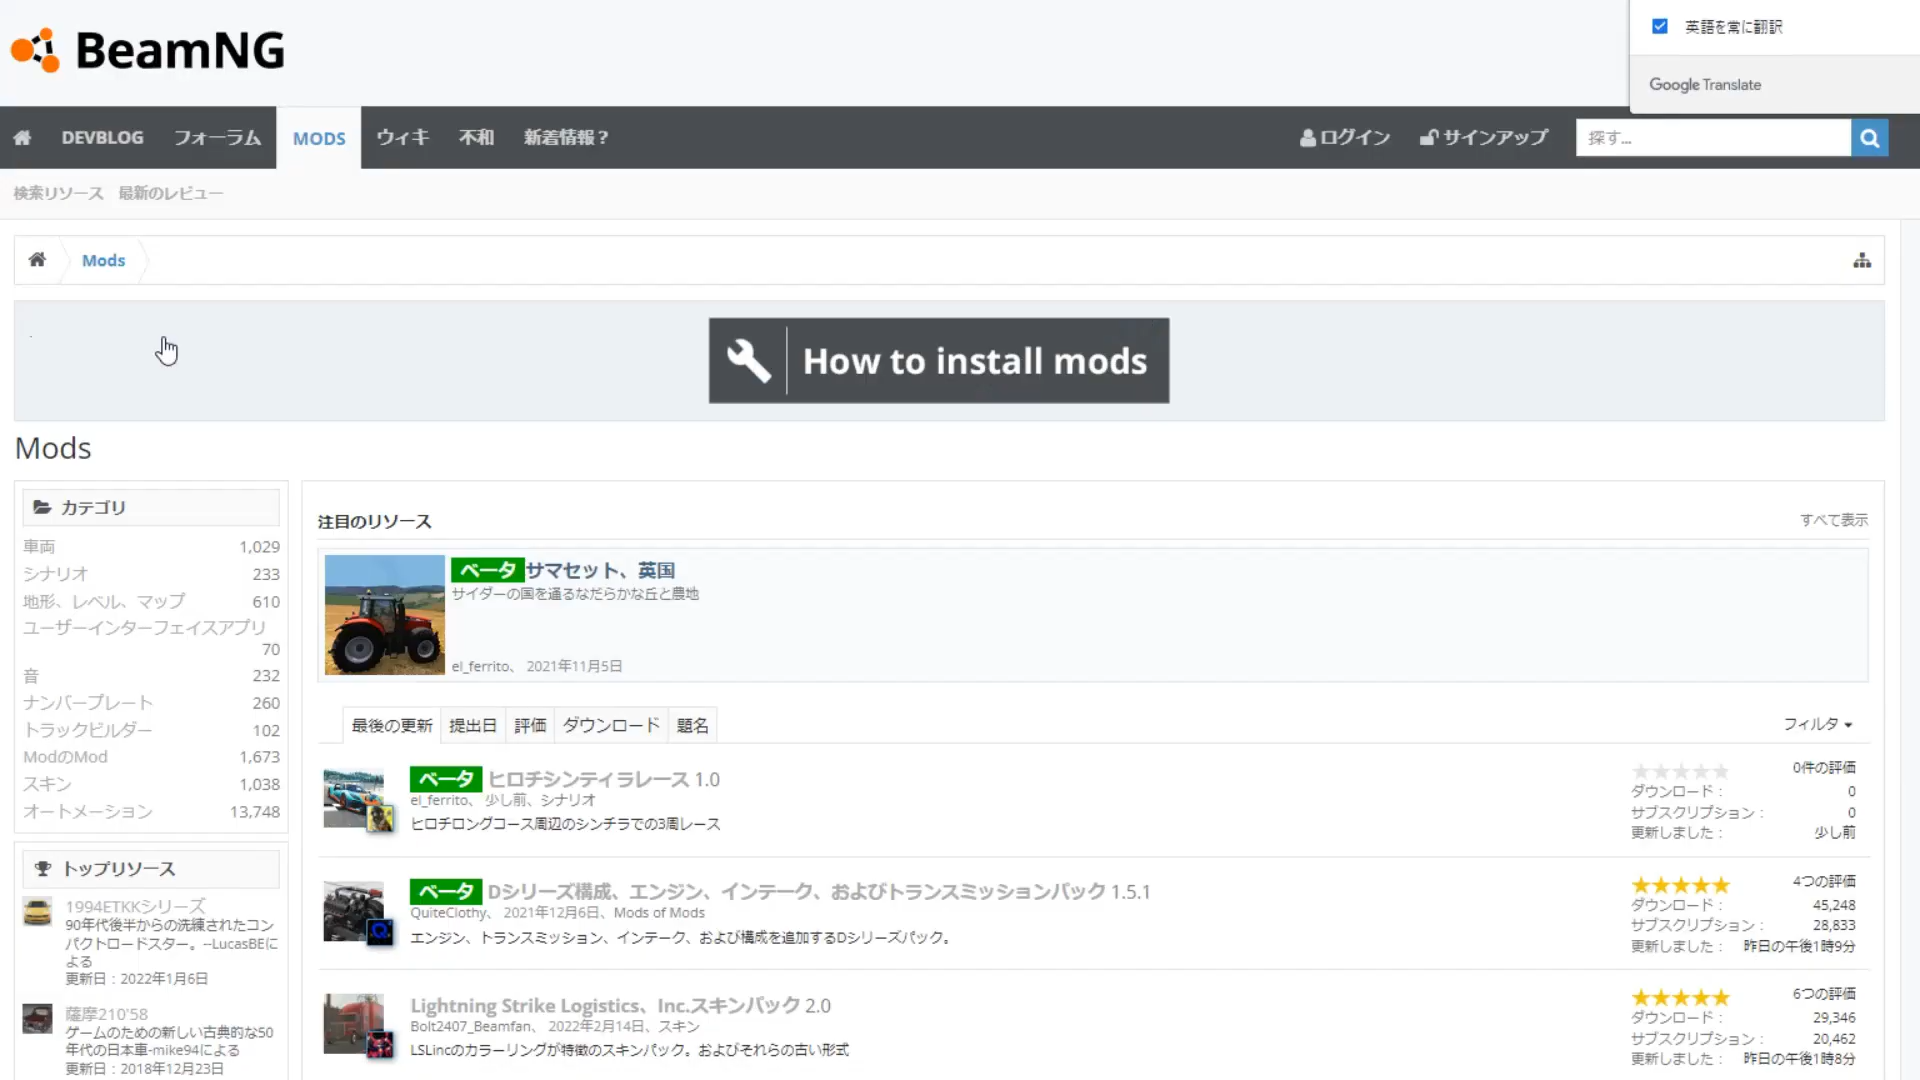 英語を常に翻訳
Google Translate
BeamNG
DEVBLOG フォーラム MODS ウィキ 不和 新着情報？ ログイン サインアップ 探す...
検索リソース 最新のレビュー
Mods
How to install mods
Mods
カテゴリ
車両 1,029
シナリオ 233
地形、レベル、マップ 610
ユーザーインターフェイスアプリ
70
音 232
ナンバープレート 260
トラックビルダー 102
ModのMod 1,673
スキン 1,038
オートメーション 13,748
トップリソース
1994ETKKシリーズ
90年代後半からの洗練されたコン
パクトロードスター。--LucasBEに
よる
更新日：2022年1月6日
薩摩210'58
ゲームのための新しい古典的な50
年代の日本車-mike94による
更新日：2018年12月23日
注目のリソース すべて表示
ベータ サマセット、英国
サイダーの国を通るなだらかな丘と農地
el_ferrito、 2021年11月5日
最後の更新 提出日 評価 ダウンロード 題名 フィルタ
ベータ ヒロチシンティラレース 1.0
el_ferrito、 少し前、シナリオ
ヒロチロングコース周辺のシンチラでの3周レース
0件の評価
ダウンロード： 0
サブスクリプション： 0
更新しました： 少し前
ベータ Dシリーズ構成、エンジン、インテーク、およびトランスミッションパック 1.5.1
QuiteClothy、 2021年12月6日、Mods of Mods
エンジン、トランスミッション、インテーク、および構成を追加するDシリーズパック。
4つの評価
ダウンロード： 45,248
サブスクリプション： 28,833
更新しました： 昨日の午後1時9分
Lightning Strike Logistics、Inc.スキンパック 2.0
Bolt2407_Beamfan、 2022年2月14日、スキン
LSLincのカラーリングが特徴のスキンパック。およびそれらの古い形式
6つの評価
ダウンロード： 29,346
サブスクリプション： 20,462
更新しました： 昨日の午後1時8分